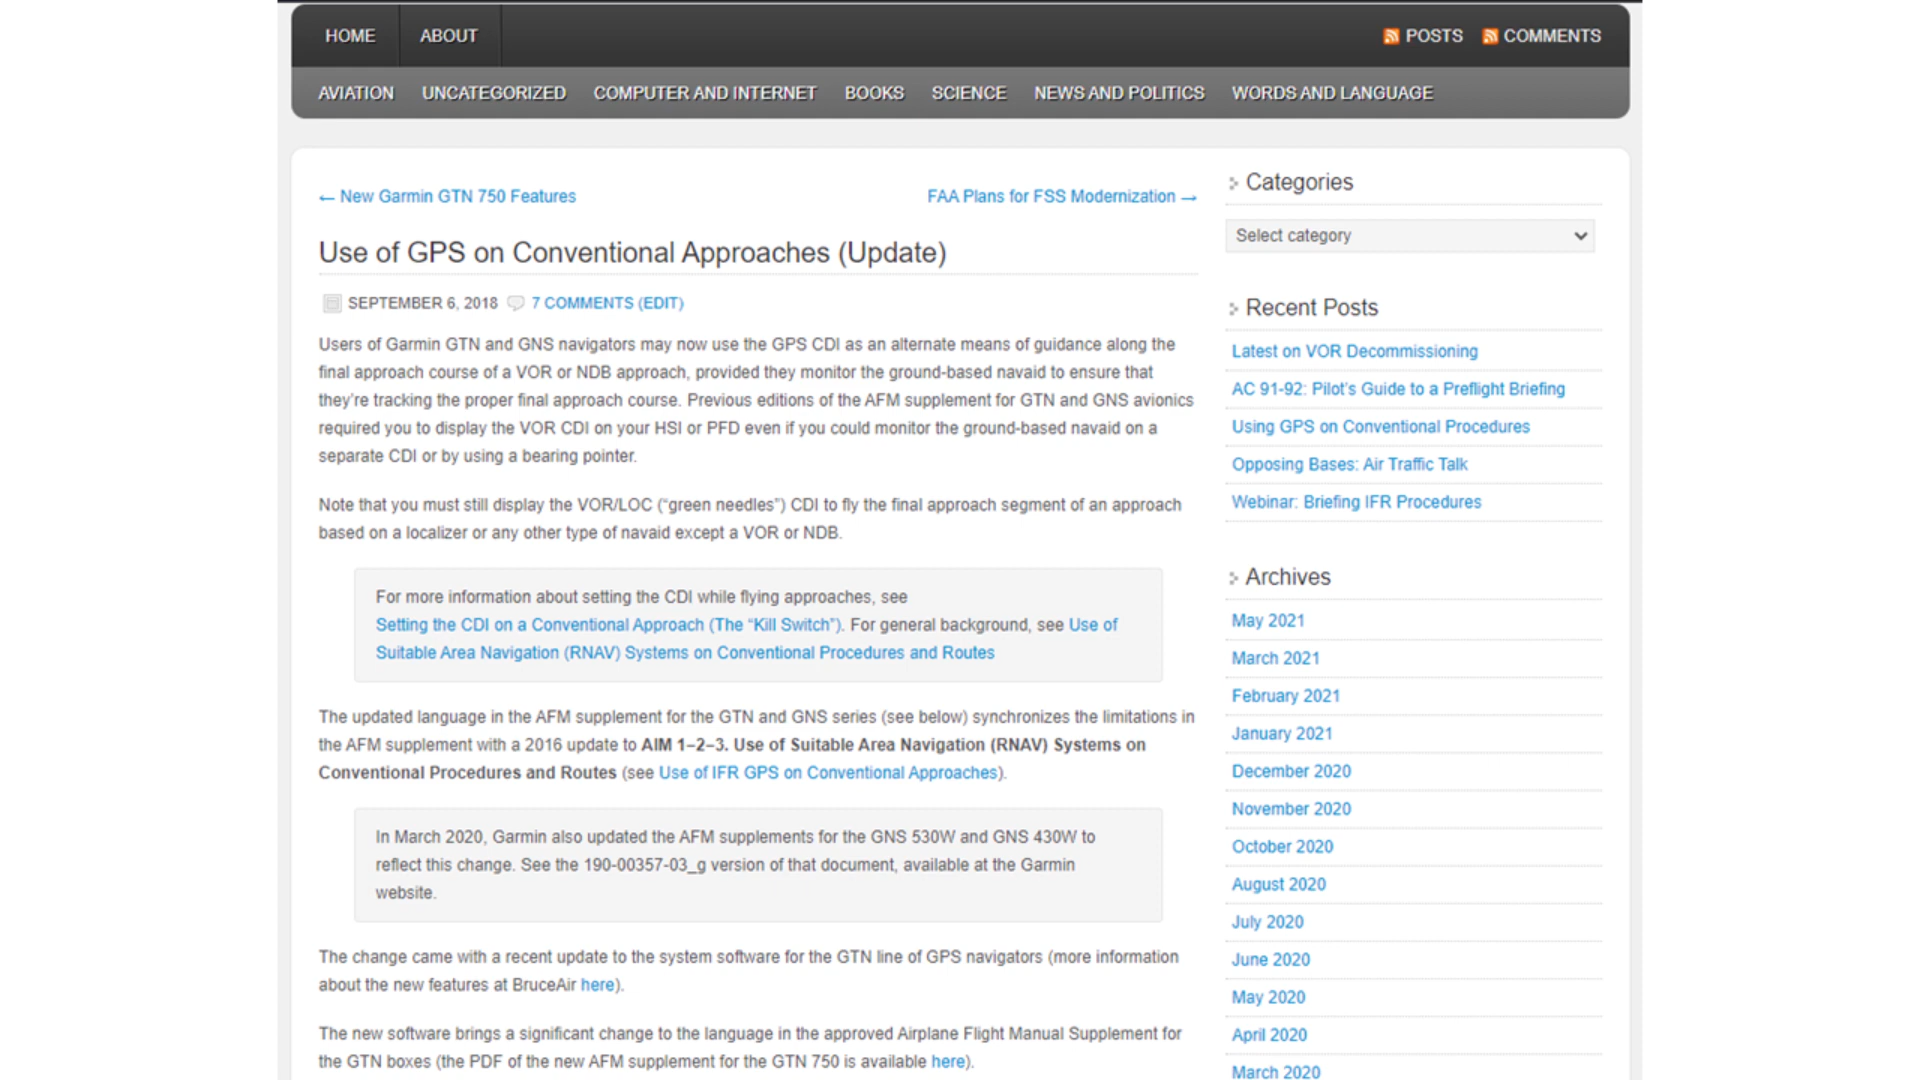 HOME ABOUT POSTS COMMENTS
AVIATION UNCATEGORIZED COMPUTER AND INTERNET BOOKS SCIENCE NEWS AND POLITICS WORDS AND LANGUAGE
← New Garmin GTN 750 Features FAA Plans for FSS Modernization →
Use of GPS on Conventional Approaches (Update)
SEPTEMBER 6, 2018 7 COMMENTS (EDIT)
Users of Garmin GTN and GNS navigators may now use the GPS CDI as an alternate means of guidance along the
final approach course of a VOR or NDB approach, provided they monitor the ground-based navaid to ensure that
they’re tracking the proper final approach course. Previous editions of the AFM supplement for GTN and GNS avionics
required you to display the VOR CDI on your HSI or PFD even if you could monitor the ground-based navaid on a
separate CDI or by using a bearing pointer.
Note that you must still display the VOR/LOC (“green needles”) CDI to fly the final approach segment of an approach
based on a localizer or any other type of navaid except a VOR or NDB.
For more information about setting the CDI while flying approaches, see
Setting the CDI on a Conventional Approach (The “Kill Switch”). For general background, see Use of
Suitable Area Navigation (RNAV) Systems on Conventional Procedures and Routes
The updated language in the AFM supplement for the GTN and GNS series (see below) synchronizes the limitations in
the AFM supplement with a 2016 update to AIM 1–2–3. Use of Suitable Area Navigation (RNAV) Systems on
Conventional Procedures and Routes (see Use of IFR GPS on Conventional Approaches).
In March 2020, Garmin also updated the AFM supplements for the GNS 530W and GNS 430W to
reflect this change. See the 190-00357-03_g version of that document, available at the Garmin
website.
The change came with a recent update to the system software for the GTN line of GPS navigators (more information
about the new features at BruceAir here).
The new software brings a significant change to the language in the approved Airplane Flight Manual Supplement for
the GTN boxes (the PDF of the new AFM supplement for the GTN 750 is available here).
Categories
Select category
Recent Posts
Latest on VOR Decommissioning
AC 91-92: Pilot’s Guide to a Preflight Briefing
Using GPS on Conventional Procedures
Opposing Bases: Air Traffic Talk
Webinar: Briefing IFR Procedures
Archives
May 2021
March 2021
February 2021
January 2021
December 2020
November 2020
October 2020
August 2020
July 2020
June 2020
May 2020
April 2020
March 2020